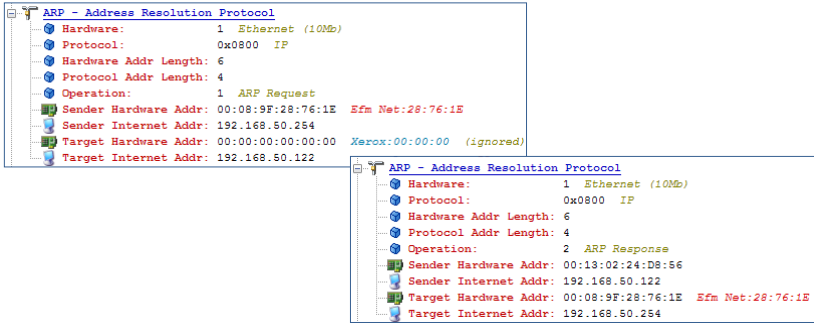 ARP - Address Resolution Protocol
Hardware: 1 Ethernet (10Mb)
Protocol: 0x0800 IP
Hardware Addr Length: 6
Protocol Addr Length: 4
Operation: 1 ARP Request
Sender Hardware Addr: 00:08:9F:28:76:1E Efm Net:28:76:1E
Sender Internet Addr: 192.168.50.254
Target Hardware Addr: 00:00:00:00:00:00 Xerox:00:00:00 (ignored)
Target Internet Addr: 192.168.50.122
ARP - Address Resolution Protocol
Hardware: 1 Ethernet (10Mb)
Protocol: 0x0800 IP
Hardware Addr Length: 6
Protocol Addr Length: 4
Operation: 2 ARP Response
Sender Hardware Addr: 00:13:02:24:D8:56
Sender Internet Addr: 192.168.50.122
Target Hardware Addr: 00:08:9F:28:76:1E Efm Net:28:76:1E
Target Internet Addr: 192.168.50.254